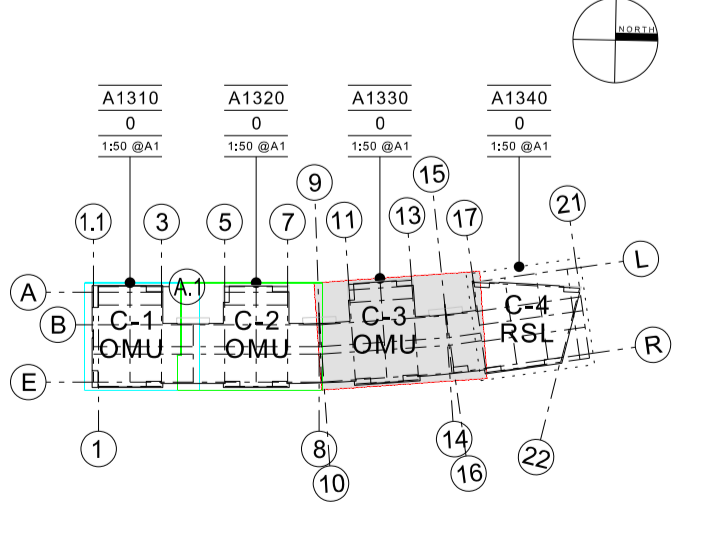 NORTH
A1310 A1320 A1330 A1340
0 0 0 0
1:50 @A1 1:50 @A1 1:50 @A1 1:50 @A1
9 15
1.1 3 5 7 11 13 17 21
A A.1 L
B C-1 C-2 C-3 C-4
OMU OMU OMU RSL R
E
1 8 14 22
10 16